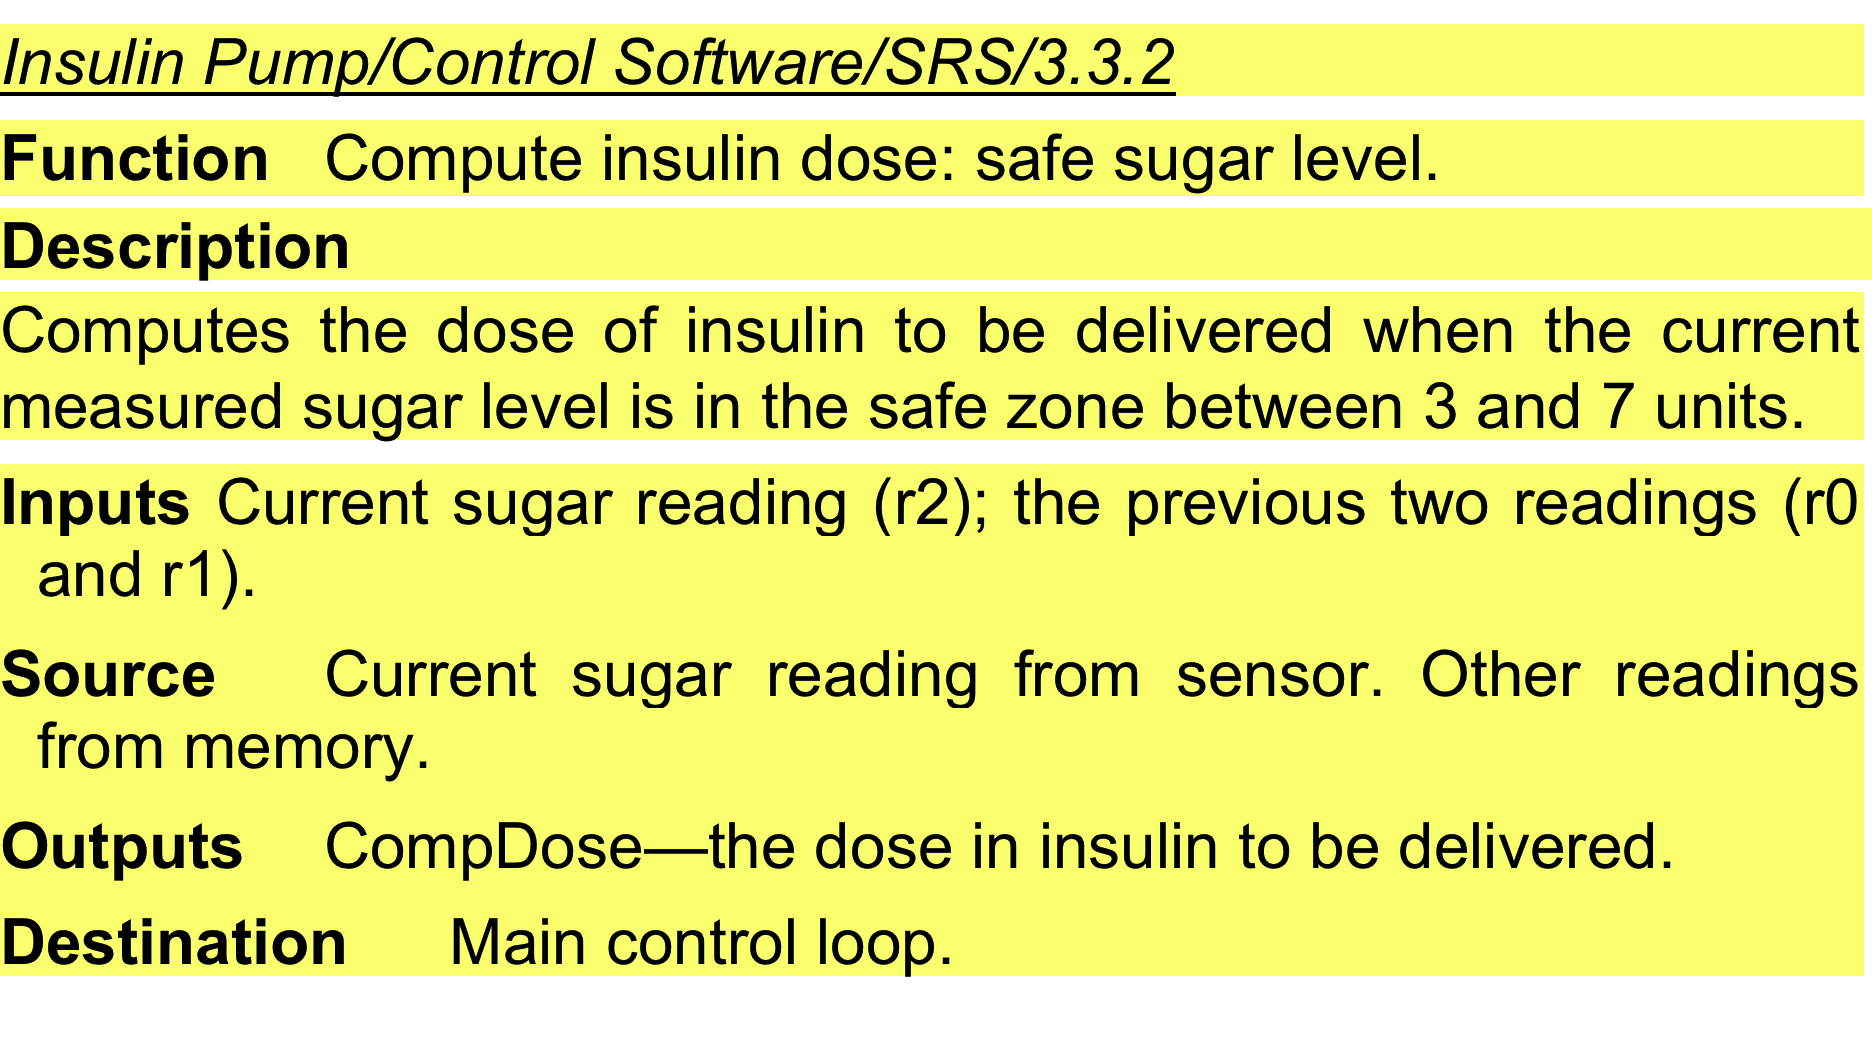 Insulin Pump/Control Software/SRS/3.3.2
Function Compute insulin dose: safe sugar level.
Description
Computes the dose of insulin to be delivered when the current
measured sugar level is in the safe zone between 3 and 7 units.
Inputs Current sugar reading (r2); the previous two readings (r0
and r1).
Source Current sugar reading from sensor. Other readings
from memory.
Outputs CompDose—the dose in insulin to be delivered.
Destination Main control loop.